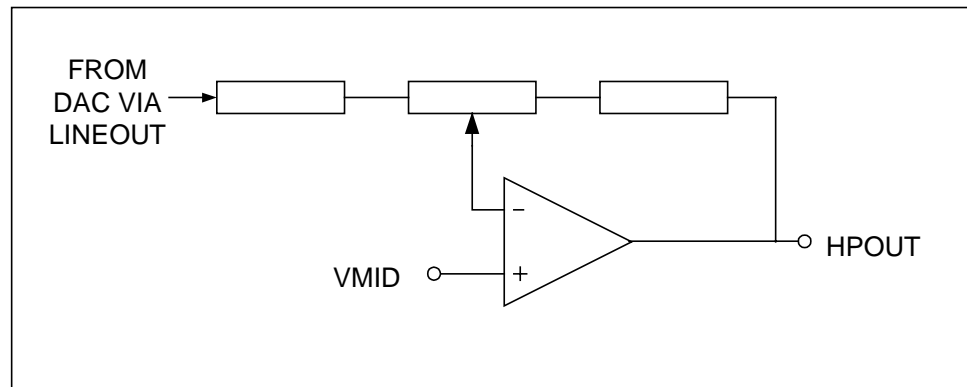 FROM
DAC VIA
LINEOUT
−
+
VMID
HPOUT